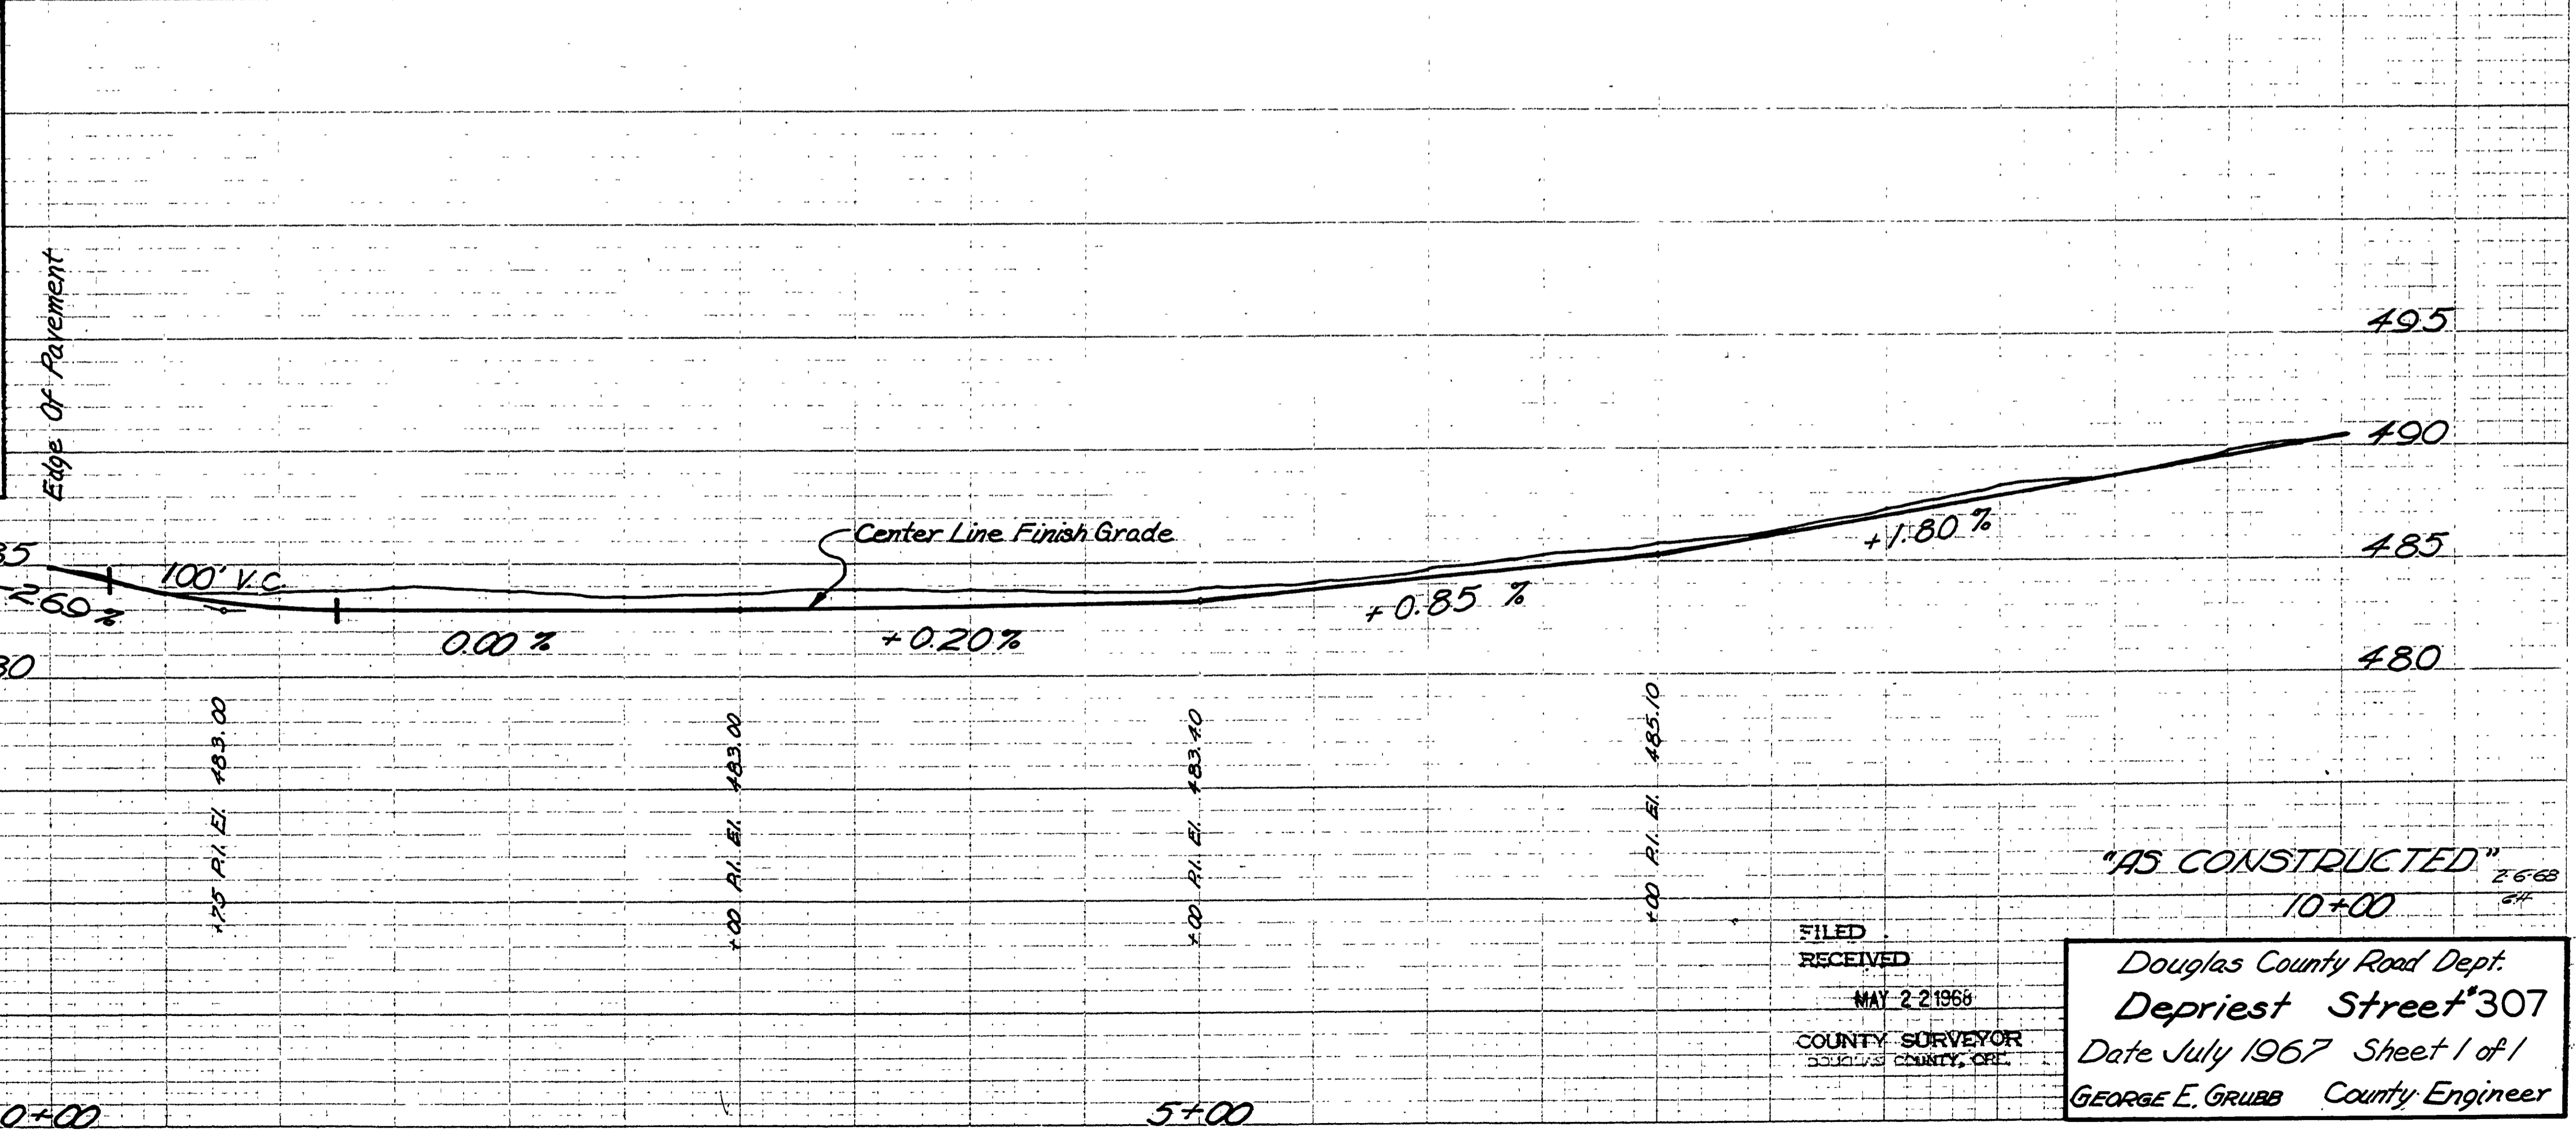 Edge Of Pavement
495
490
Center Line Finish Grade
485
100' V.C.
-2.69 %
+1.80 %
+0.85 %
0.00 %
+0.20%
480
+75 P.I. El. 483.00
+00 P.I. El. 483.00
+00 P.I. El. 483.40
+00 P.I. El. 485.10
"AS CONSTRUCTED"
2-6-68
10+00
FILED
RECEIVED
MAY 22 1968
COUNTY SURVEYOR
DOUGLAS COUNTY, ORE.
Douglas County Road Dept.
Depriest Street #307
Date July 1967 Sheet 1 of 1
GEORGE E. GRUBB County Engineer
0+00
5+00